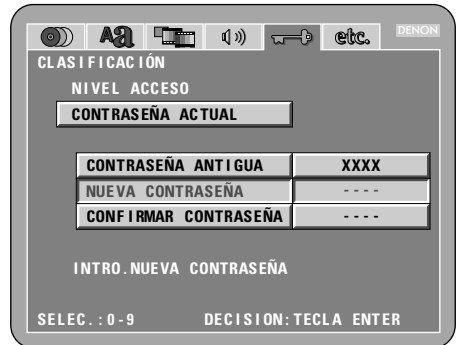 Aa etc. DENON
CLASIFICACIÓN
NIVEL ACCESO
CONTRASEÑA ACTUAL
CONTRASEÑA ANTIGUA XXXX
NUEVA CONTRASEÑA ----
CONFIRMAR CONTRASEÑA ----
INTRO.NUEVA CONTRASEÑA
SELEC.:0-9 DECISION:TECLA ENTER